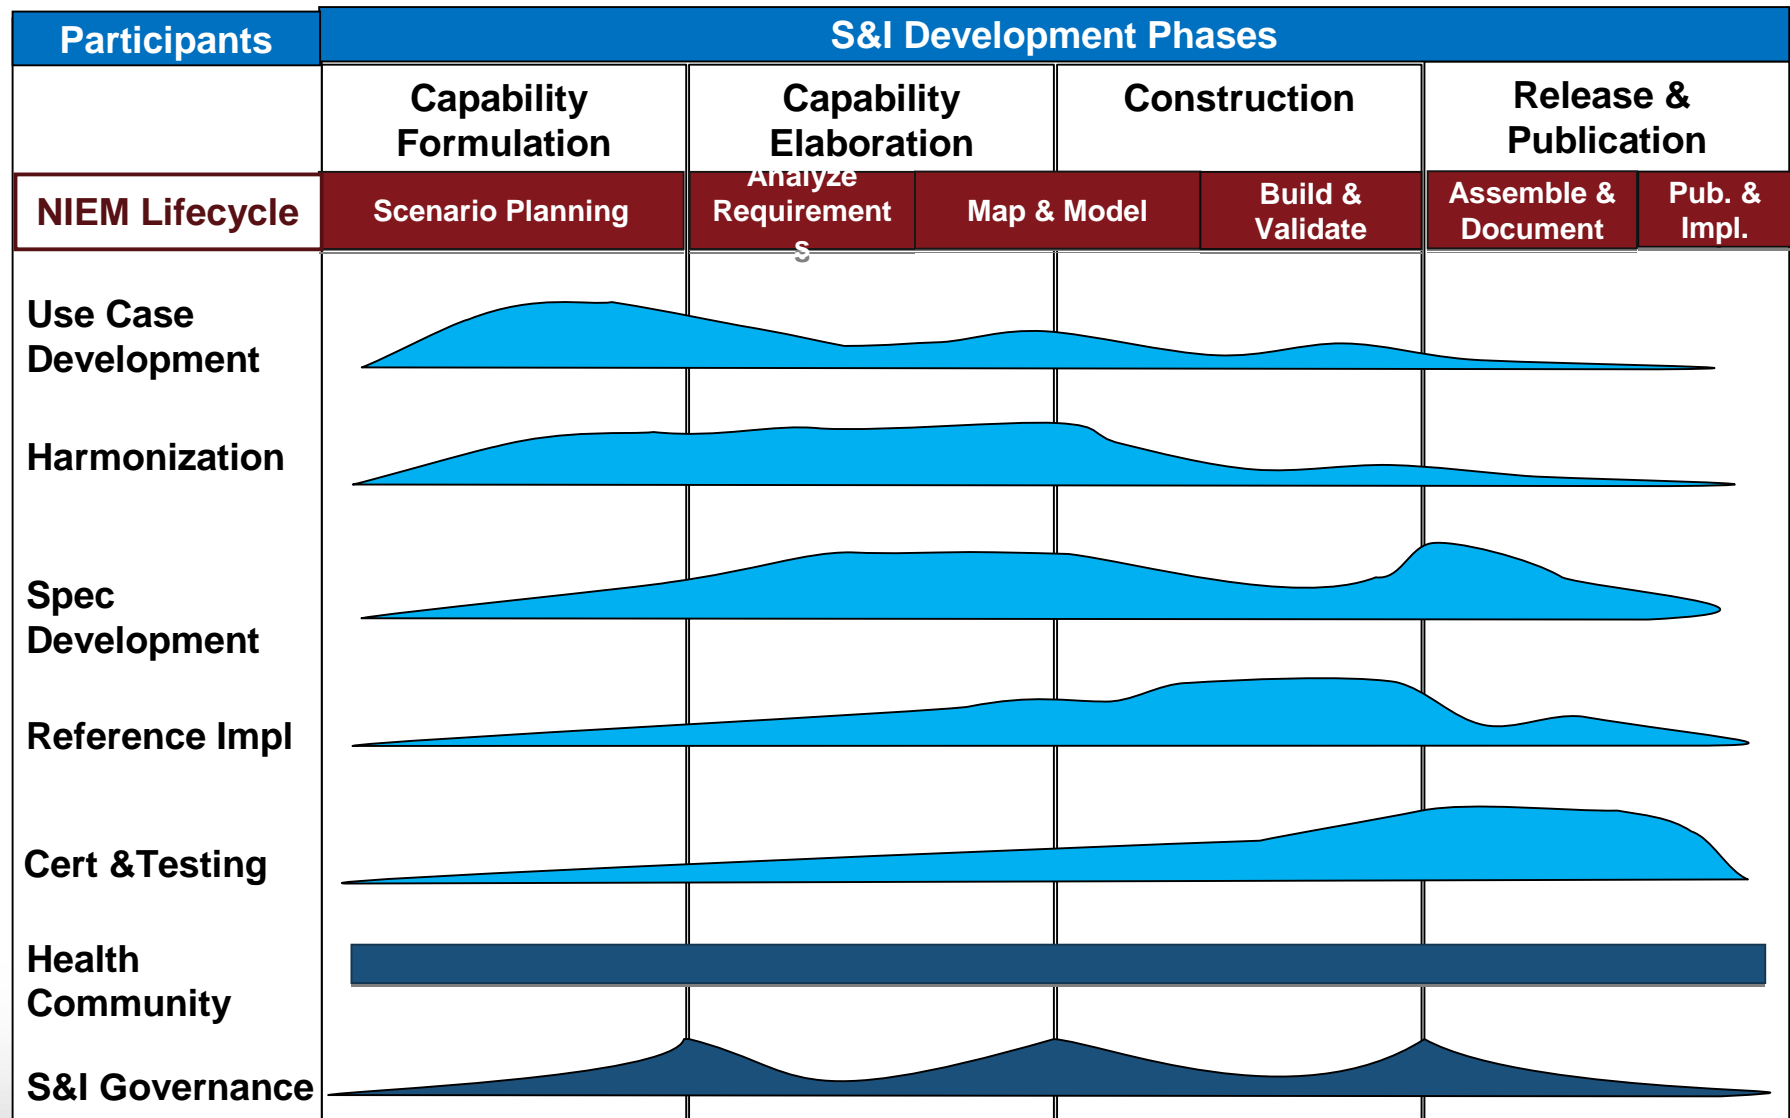 Participants
S&I Development Phases
Capability
Formulation
Capability
Elaboration
Construction
Release &
Publication
NIEM Lifecycle
Scenario Planning
Analyze
Requirement
s
Map & Model
Build &
Validate
Assemble &
Document
Pub. &
Impl.
Use Case
Development
Harmonization
Spec
Development
Reference Impl
Cert &Testing
Health
Community
S&I Governance